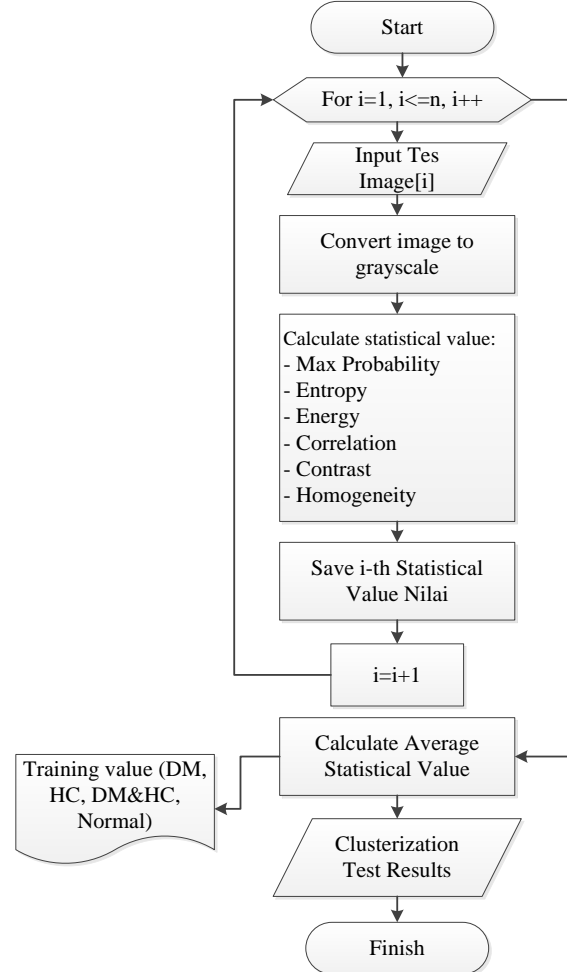 Start
For i=1, i<=n, i++
Input Tes
Image[i]
Convert image to
grayscale
Calculate statistical value:
- Max Probability
- Entropy
- Energy
- Correlation
- Contrast
- Homogeneity
Save i-th Statistical
Value Nilai
i=i+1
Calculate Average
Statistical Value
Training value (DM,
HC, DM&HC,
Normal)
Clusterization
Test Results
Finish